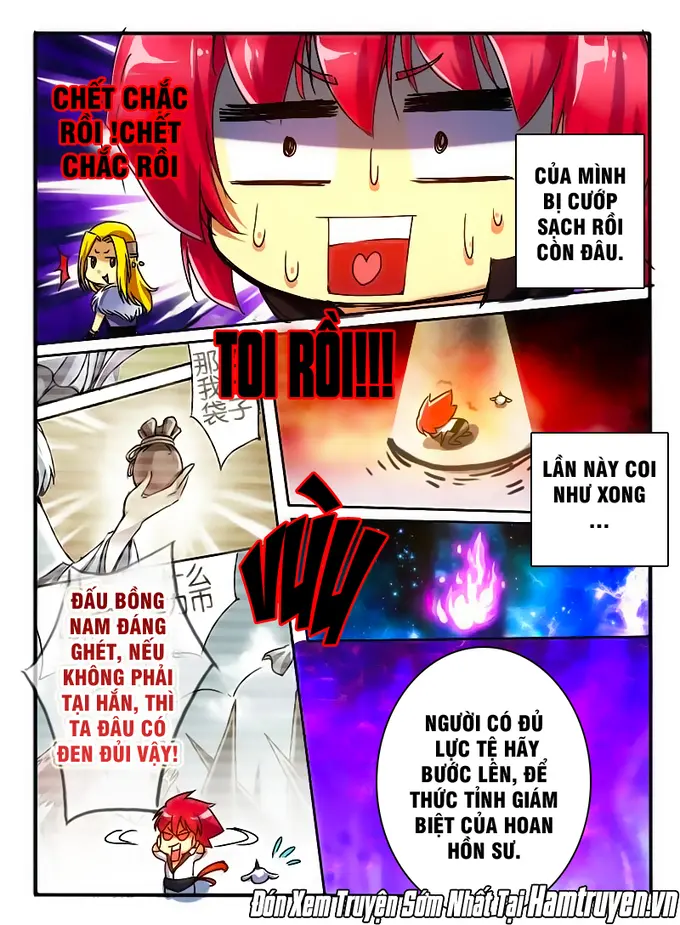 CHẾT CHẮC
RỒI !CHẾT
CHẮC RỒI
CỦA MÌNH
BỊ CƯỚP
SẠCH RỒI
CÒN ĐÂU.
TOI RỒI!!!
那
我
袋子
LẦN NÀY COI
NHƯ XONG
...
VÙÙ
ĐẤU BỒNG
NAM ĐÁNG
GHÉT, NẾU
KHÔNG PHẢI
TẠI HẮN, THÌ
TA ĐÂU CÓ
ĐEN ĐỦI VẬY!
NGƯỜI CÓ ĐỦ
LỰC TỆ HÃY
BƯỚC LÊN, ĐỂ
THỨC TỈNH GIÁM
BIỆT CỦA HOAN
HỒN SƯ.
Đón Xem Truyện Sớm Nhất Tại Hamtruyen.vn